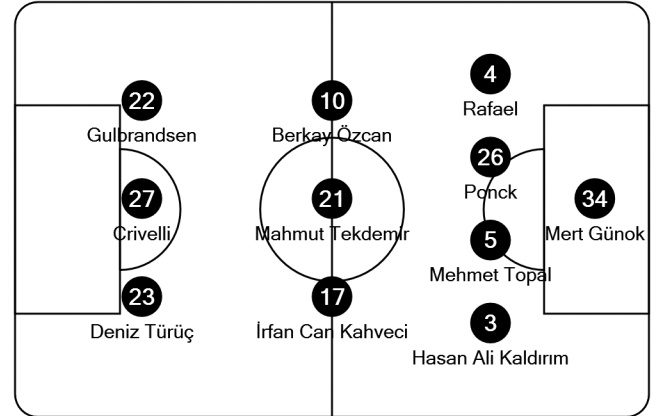 22
Gulbrandsen
27
Crivelli
23
Deniz Türüç
10
Berkay Özcan
21
Mahmut Tekdemir
17
İrfan Can Kahveci
4
Rafael
26
Ponck
5
Mehmet Topal
3
Hasan Ali Kaldırım
34
Mert Günok